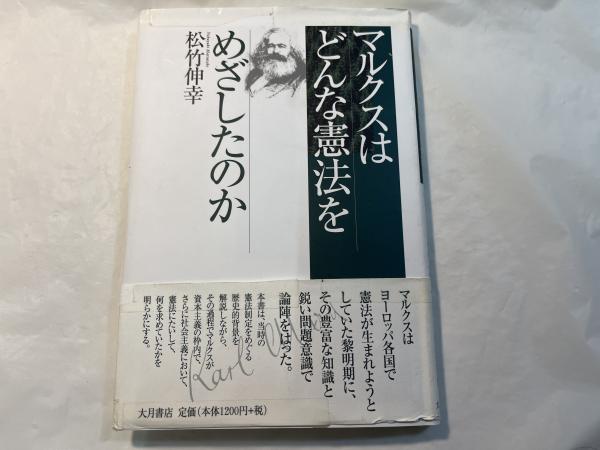 マルクスは
どんな憲法を
めざしたのか
松竹伸幸
マルクスは
ヨーロッパ各国で
憲法が生まれようと
していた黎明期に、
その豊富な知識と
鋭い問題意識で
論陣をはった。
本書は、当時の
憲法制定をめぐる
歴史的背景を
解説しながら、
その過程でマルクスが
資本主義の枠内で、
さらに社会主義において、
憲法にたいして、
何を求めていたかを
明らかにする。
Karl
大月書店 定価(本体1200円+税)